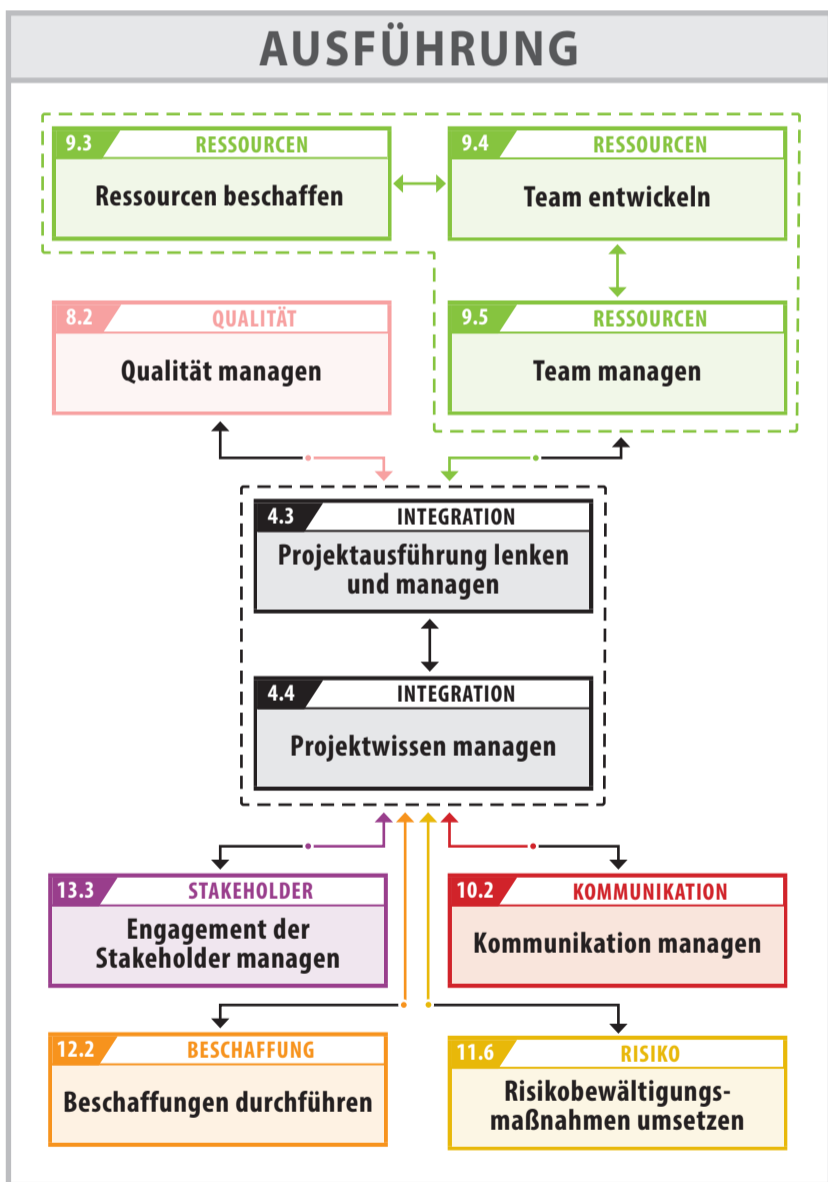 AUSFÜHRUNG
9.3 RESSOURCEN
Ressourcen beschaffen
9.4 RESSOURCEN
Team entwickeln
8.2 QUALITÄT
Qualität managen
9.5 RESSOURCEN
Team managen
4.3 INTEGRATION
Projektausführung lenken
und managen
4.4 INTEGRATION
Projektwissen managen
13.3 STAKEHOLDER
Engagement der
Stakeholder managen
10.2 KOMMUNIKATION
Kommunikation managen
12.2 BESCHAFFUNG
Beschaffungen durchführen
11.6 RISIKO
Risikobewältigungs-
maßnahmen umsetzen